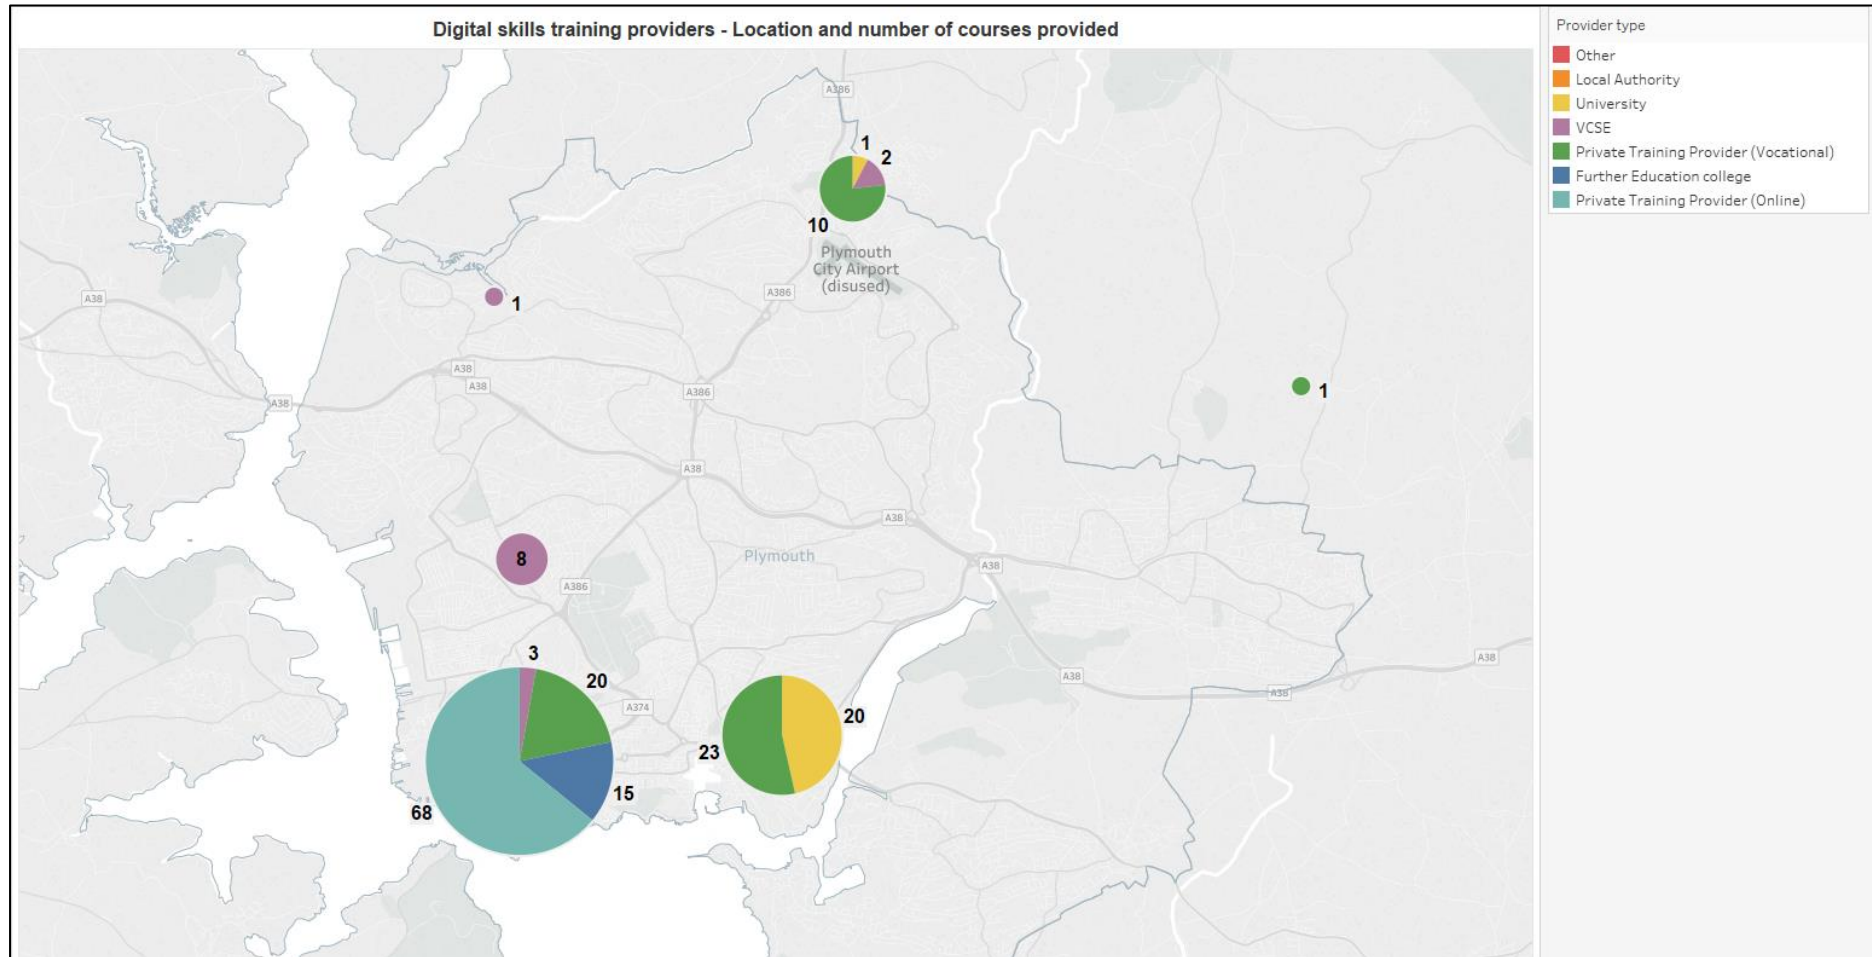 Digital skills training providers - Location and number of courses provided
Provider type
Other
Local Authority
University
VCSE
Private Training Provider (Vocational)
Further Education college
Private Training Provider (Online)
A386
1
2
10
Plymouth
City Airport
(disused)
A38
1
A386
A38
A38
A386
1
A38
A38
A38
8
Plymouth
A38
A386
3
20
A38
A38
A38
A374
20
23
15
68